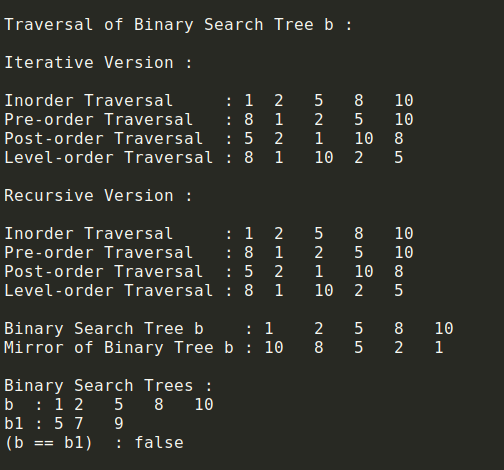 Traversal of Binary Search Tree b :
Iterative Version :
Inorder Traversal     : 1  2   5   8   10
Pre-order Traversal   : 8  1   2   5   10
Post-order Traversal  : 5  2   1   10  8
Level-order Traversal : 8  1   10  2   5
Recursive Version :
Inorder Traversal     : 1  2   5   8   10
Pre-order Traversal   : 8  1   2   5   10
Post-order Traversal  : 5  2   1   10  8
Level-order Traversal : 8  1   10  2   5
Binary Search Tree b    : 1    2   5   8   10
Mirror of Binary Tree b : 10   8   5   2   1
Binary Search Trees :
b  : 1 2   5   8   10
b1 : 5 7   9
(b == b1)  : false